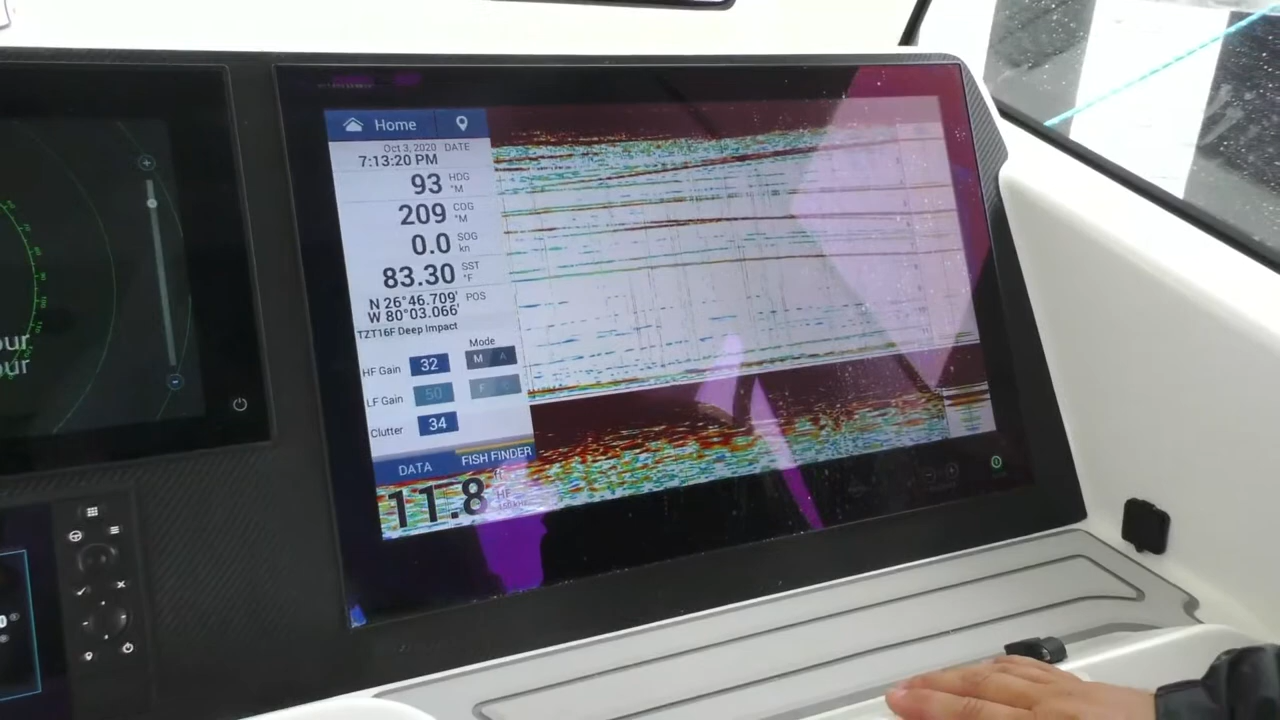 Home
Oct 3, 2020 DATE
7:13:20 PM
93 HDG °M
209 COG °M
0.0 SOG kn
83.30 SST °F
N 26°46.709' POS
W 80°03.066'
TZT16F Deep Impact
Mode
HF Gain 32 M A
LF Gain 50 F
Clutter 34
DATA FISH FINDER
11.8 ft
HF
our
our